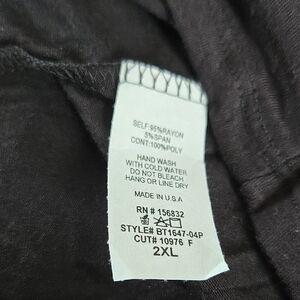 SELF:95%RAYON
5%SPAN
CONT:100%POLY
HAND WASH
WITH COLD WATER
DO NOT BLEACH
HANG OR LINE DRY
MADE IN U.S.A
RN # 156832
STYLE# BT1647-04P
CUT# 10976 F
2XL